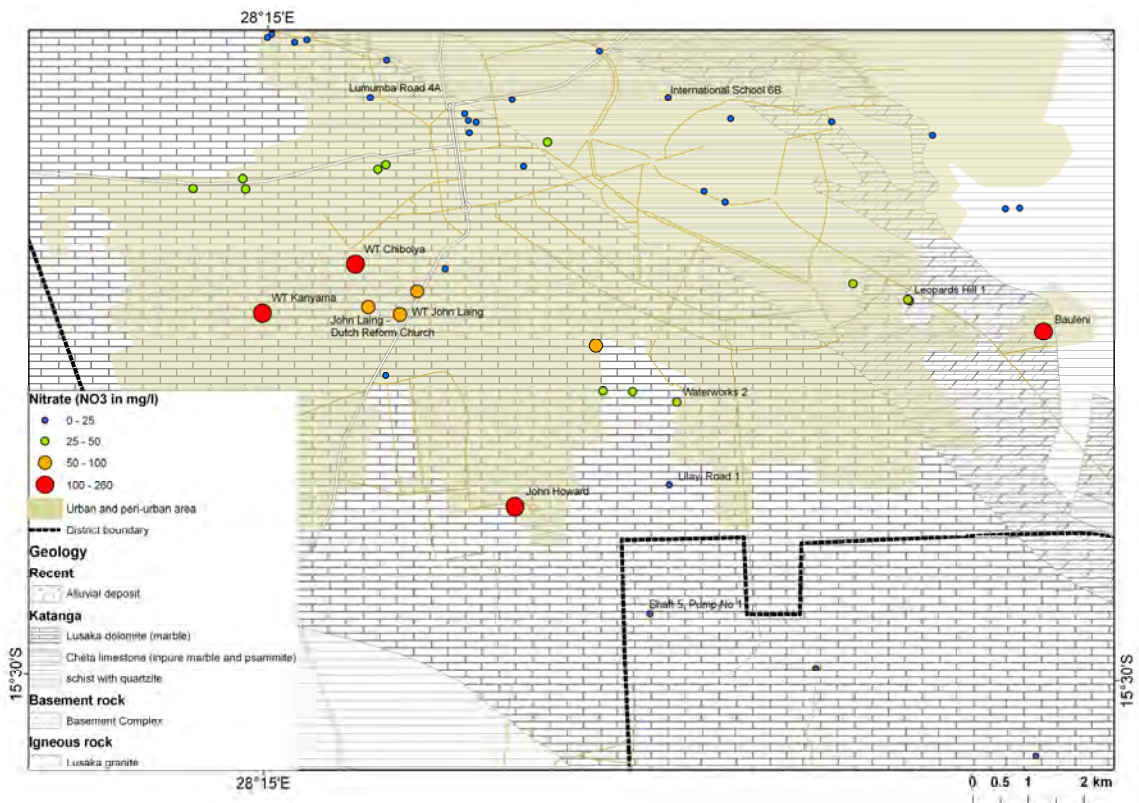 28°15'E
Lumumba Road 4A
International School 6B
WT Chibolya
WT Kanyama
Leopards Hill 1
John Laing -
Dutch Reform Church
WT John Laing
Bauleni
Waterworks 2
Lilayi Road 1
John Howard
Shaft 5, Pump No 1
Nitrate (NO3 in mg/l)
0 - 25
25 - 50
50 - 100
100 - 260
Urban and peri-urban area
District boundary
Geology
Recent
Alluvial deposit
Katanga
Lusaka dolomite (marble)
Cheta limestone (inpure marble and psammite)
schist with quartzite
Basement rock
Basement Complex
Igneous rock
Lusaka granite
15°30'S
15°30'S
28°15'E
0 0.5 1 2 km